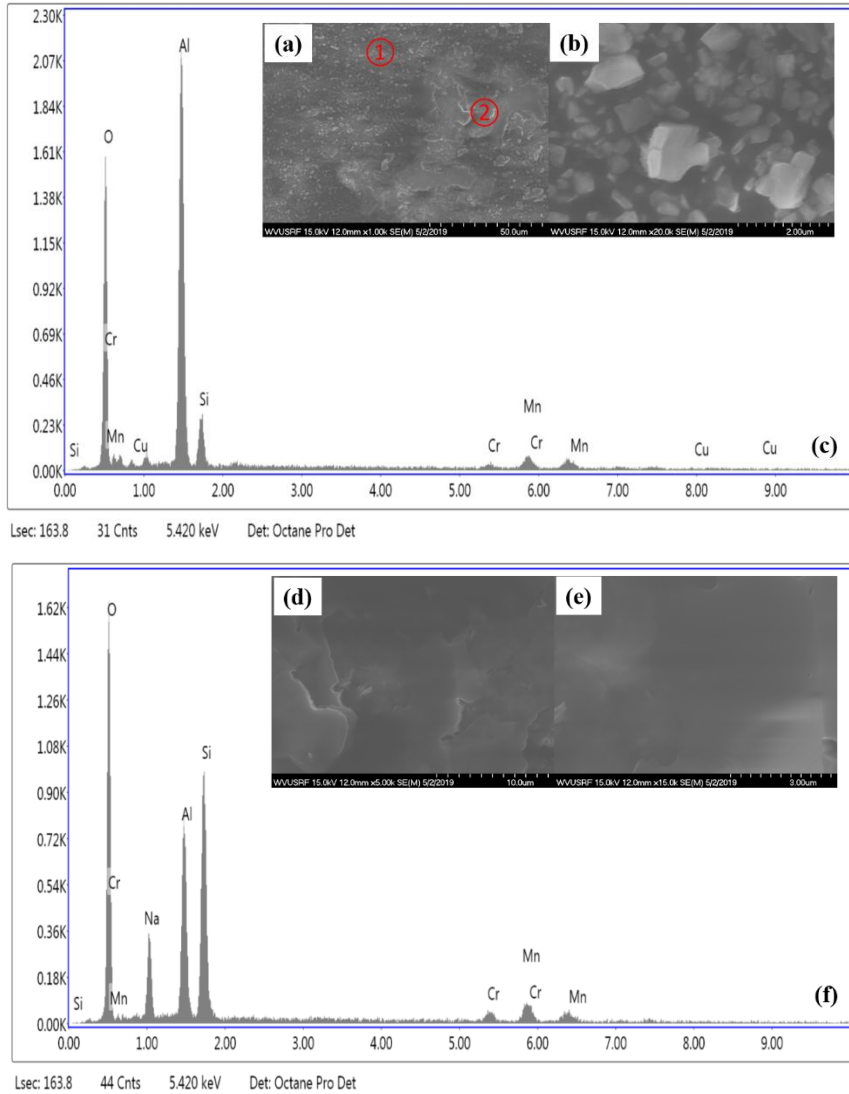 2.30K
2.07K
1.84K
1.61K
1.38K
1.15K
0.92K
0.69K
0.46K
0.23K
0.00K
Al
O
Cr
Si
Mn
Cu
Si
Cr
Mn
Cr
Mn
Cu
Cu
(a)
①
②
WVUSRF 15.0kV 12.0mm x1.00k SE(M) 5/2/2019 50.0um
(b)
WVUSRF 15.0kV 12.0mm x20.0k SE(M) 5/2/2019 2.00um
(c)
0.00 1.00 2.00 3.00 4.00 5.00 6.00 7.00 8.00 9.00
Lsec: 163.8 31 Cnts 5.420 keV Det: Octane Pro Det
1.62K
1.44K
1.26K
1.08K
0.90K
0.72K
0.54K
0.36K
0.18K
0.00K
O
Si
Al
Cr
Na
Si
Mn
Mn
Cr
Cr
Mn
(d)
WVUSRF 15.0kV 12.0mm x5.00k SE(M) 5/2/2019 10.0um
(e)
WVUSRF 15.0kV 12.0mm x15.0k SE(M) 5/2/2019 3.00um
(f)
0.00 1.00 2.00 3.00 4.00 5.00 6.00 7.00 8.00 9.00
Lsec: 163.8 44 Cnts 5.420 keV Det: Octane Pro Det